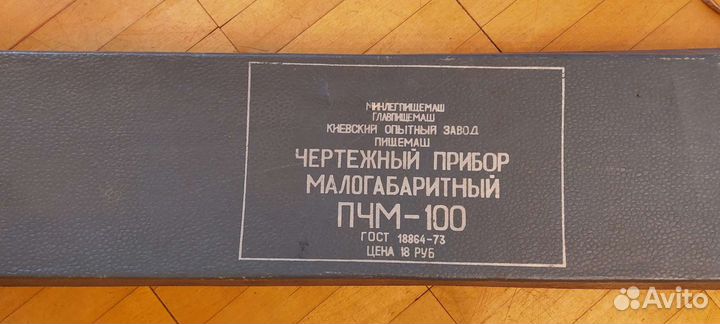 МИНЛЕГПИЩЕМАШ
ГЛАВПИЩЕМАШ
КИЕВСКИЙ ОПЫТНЫЙ ЗАВОД
ПИЩЕМАШ
ЧЕРТЕЖНЫЙ ПРИБОР
МАЛОГАБАРИТНЫЙ
ПЧМ-100
ГОСТ 18864-73
ЦЕНА 18 РУБ
Avito